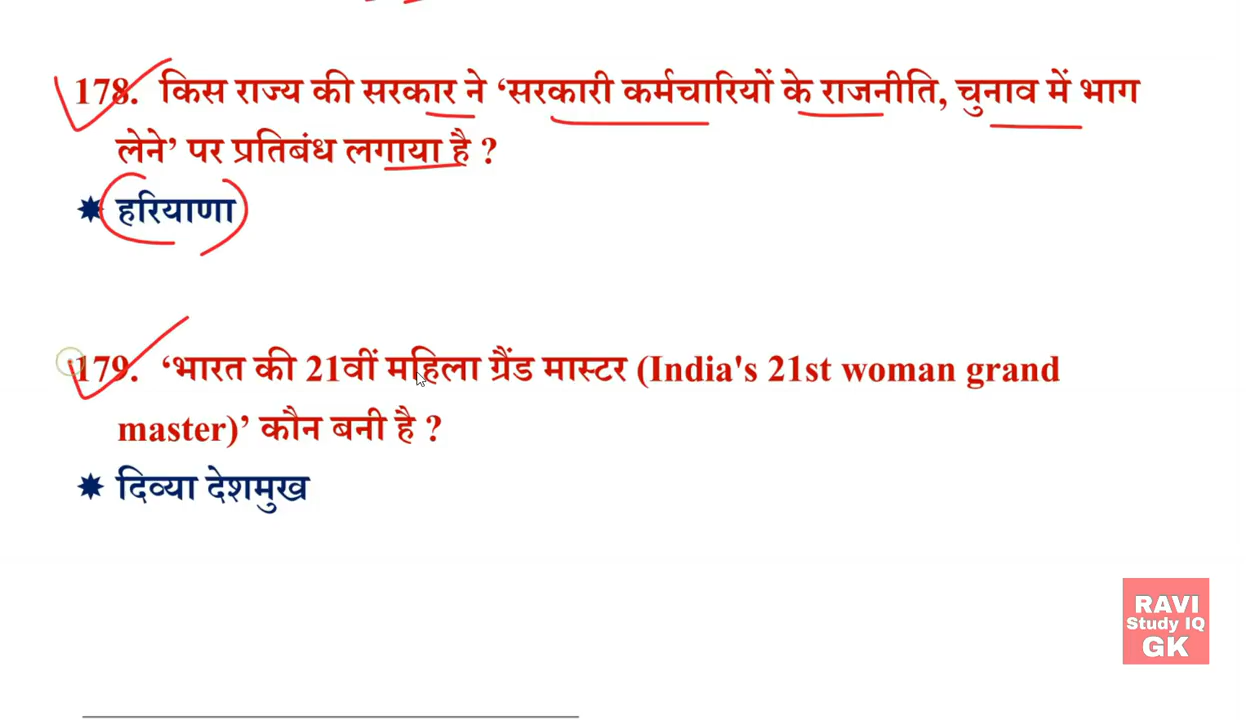 178. किस राज्य की सरकार ने ‘सरकारी कर्मचारियों के राजनीति, चुनाव में भाग
लेने’ पर प्रतिबंध लगाया है ?
✷ हरियाणा
179. ‘भारत की 21वीं महिला ग्रैंड मास्टर (India's 21st woman grand
master)’ कौन बनी है ?
✷ दिव्या देशमुख
RAVI
Study IQ
GK